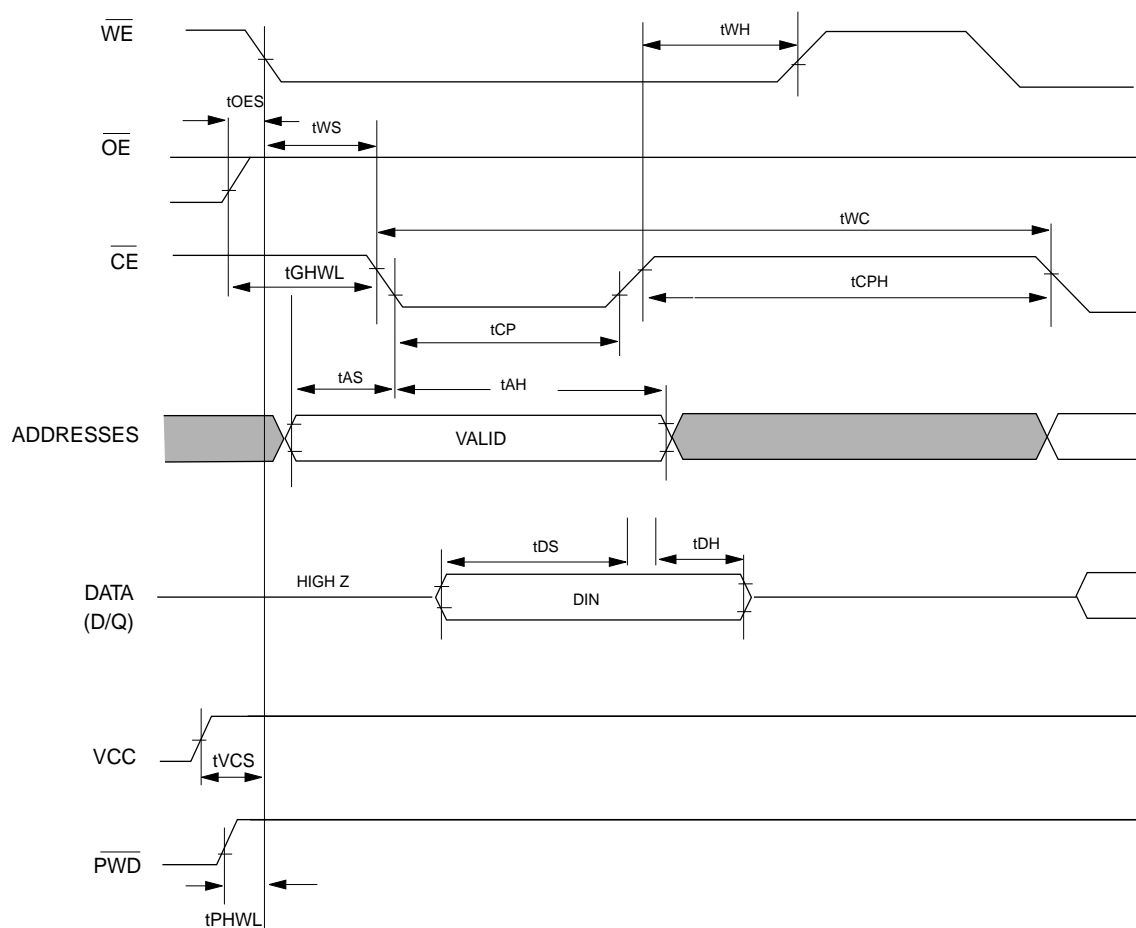 WE
tWH
tOES
tWS
OE
tWC
CE
tGHWL
tCPH
tCP
tAS
tAH
ADDRESSES
VALID
tDS
tDH
HIGH Z
DATA
(D/Q)
DIN
VCC
tVCS
PWD
tPHWL